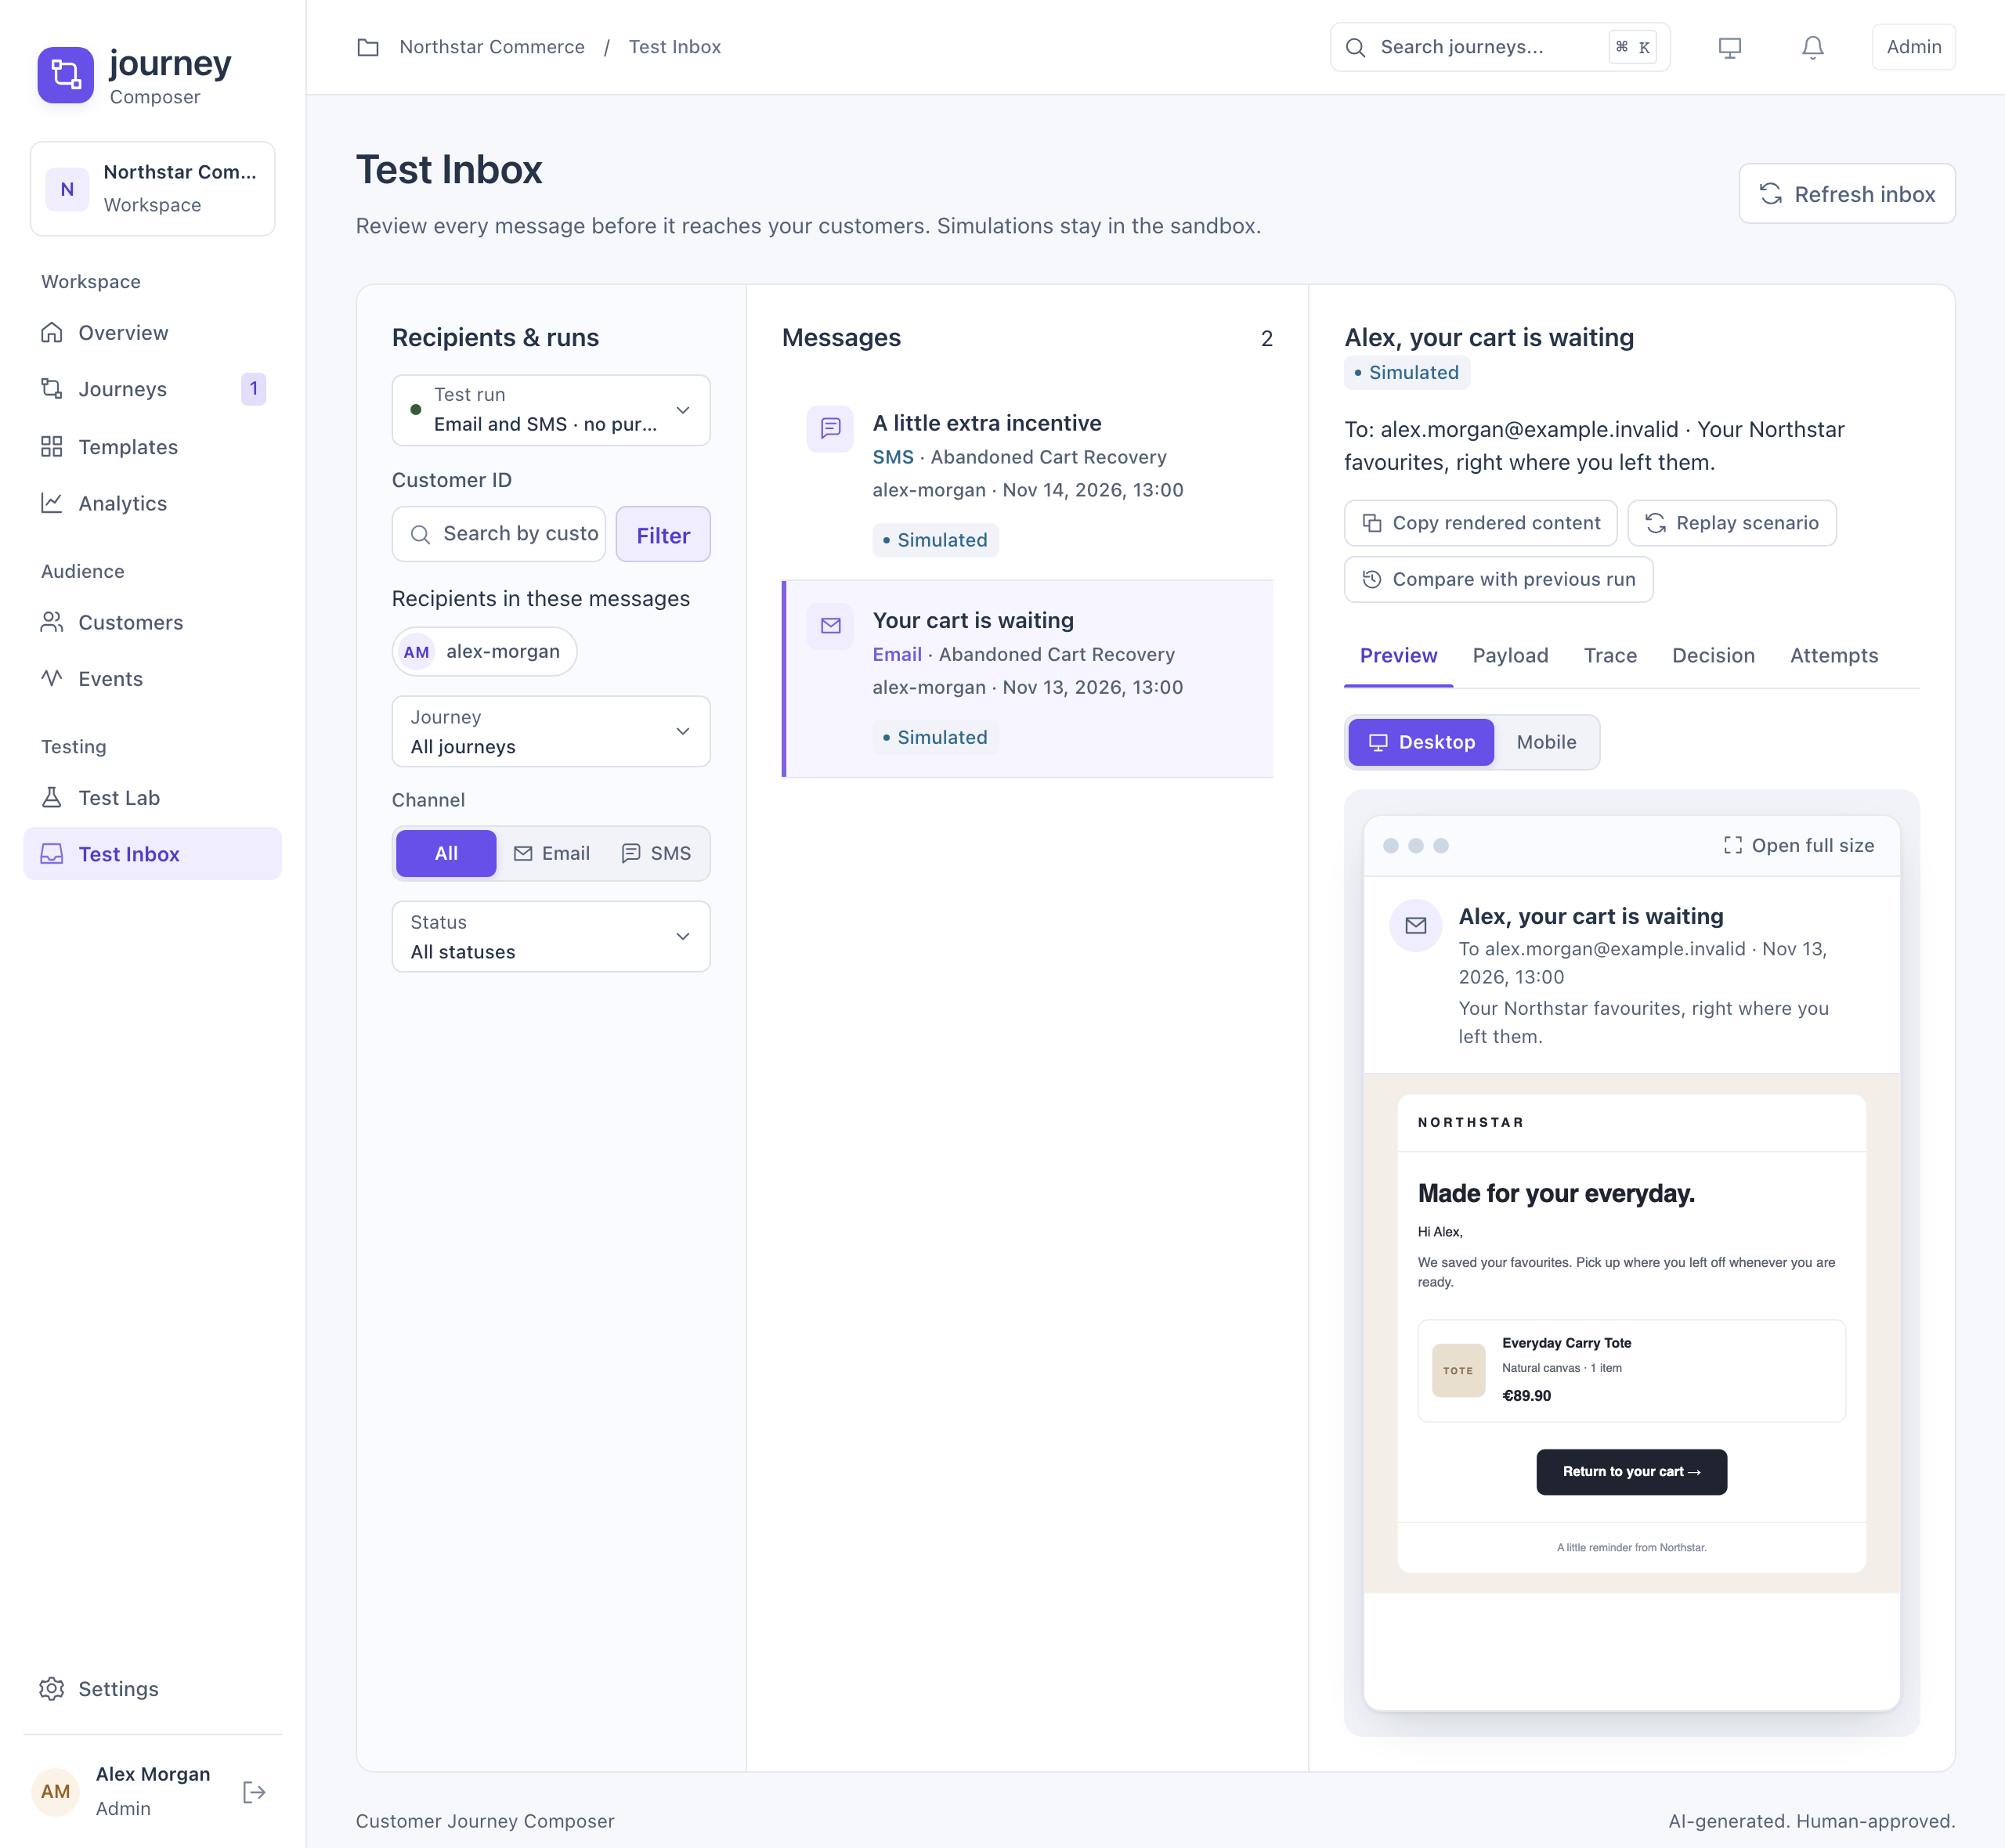 journey
Composer
N
Northstar Com...
Workspace
Workspace
Overview
Journeys
1
Templates
Analytics
Audience
Customers
Events
Testing
Test Lab
Test Inbox
Settings
AM
Alex Morgan
Admin
Northstar Commerce / Test Inbox
Search journeys...
⌘ K
Admin
Test Inbox
Review every message before it reaches your customers. Simulations stay in the sandbox.
Refresh inbox
Recipients & runs
Test run
Email and SMS · no pur...
Customer ID
Search by custo
Filter
Recipients in these messages
AM
alex-morgan
Journey
All journeys
Channel
All
Email
SMS
Status
All statuses
Messages
2
A little extra incentive
SMS · Abandoned Cart Recovery
alex-morgan · Nov 14, 2026, 13:00
• Simulated
Your cart is waiting
Email · Abandoned Cart Recovery
alex-morgan · Nov 13, 2026, 13:00
• Simulated
Alex, your cart is waiting
• Simulated
To: alex.morgan@example.invalid · Your Northstar
favourites, right where you left them.
Copy rendered content
Replay scenario
Compare with previous run
Preview
Payload
Trace
Decision
Attempts
Desktop
Mobile
Open full size
Alex, your cart is waiting
To alex.morgan@example.invalid · Nov 13,
2026, 13:00
Your Northstar favourites, right where you
left them.
NORTHSTAR
Made for your everyday.
Hi Alex,
We saved your favourites. Pick up where you left off whenever you are
ready.
TOTE
Everyday Carry Tote
Natural canvas · 1 item
€89.90
Return to your cart →
A little reminder from Northstar.
Customer Journey Composer
AI-generated. Human-approved.